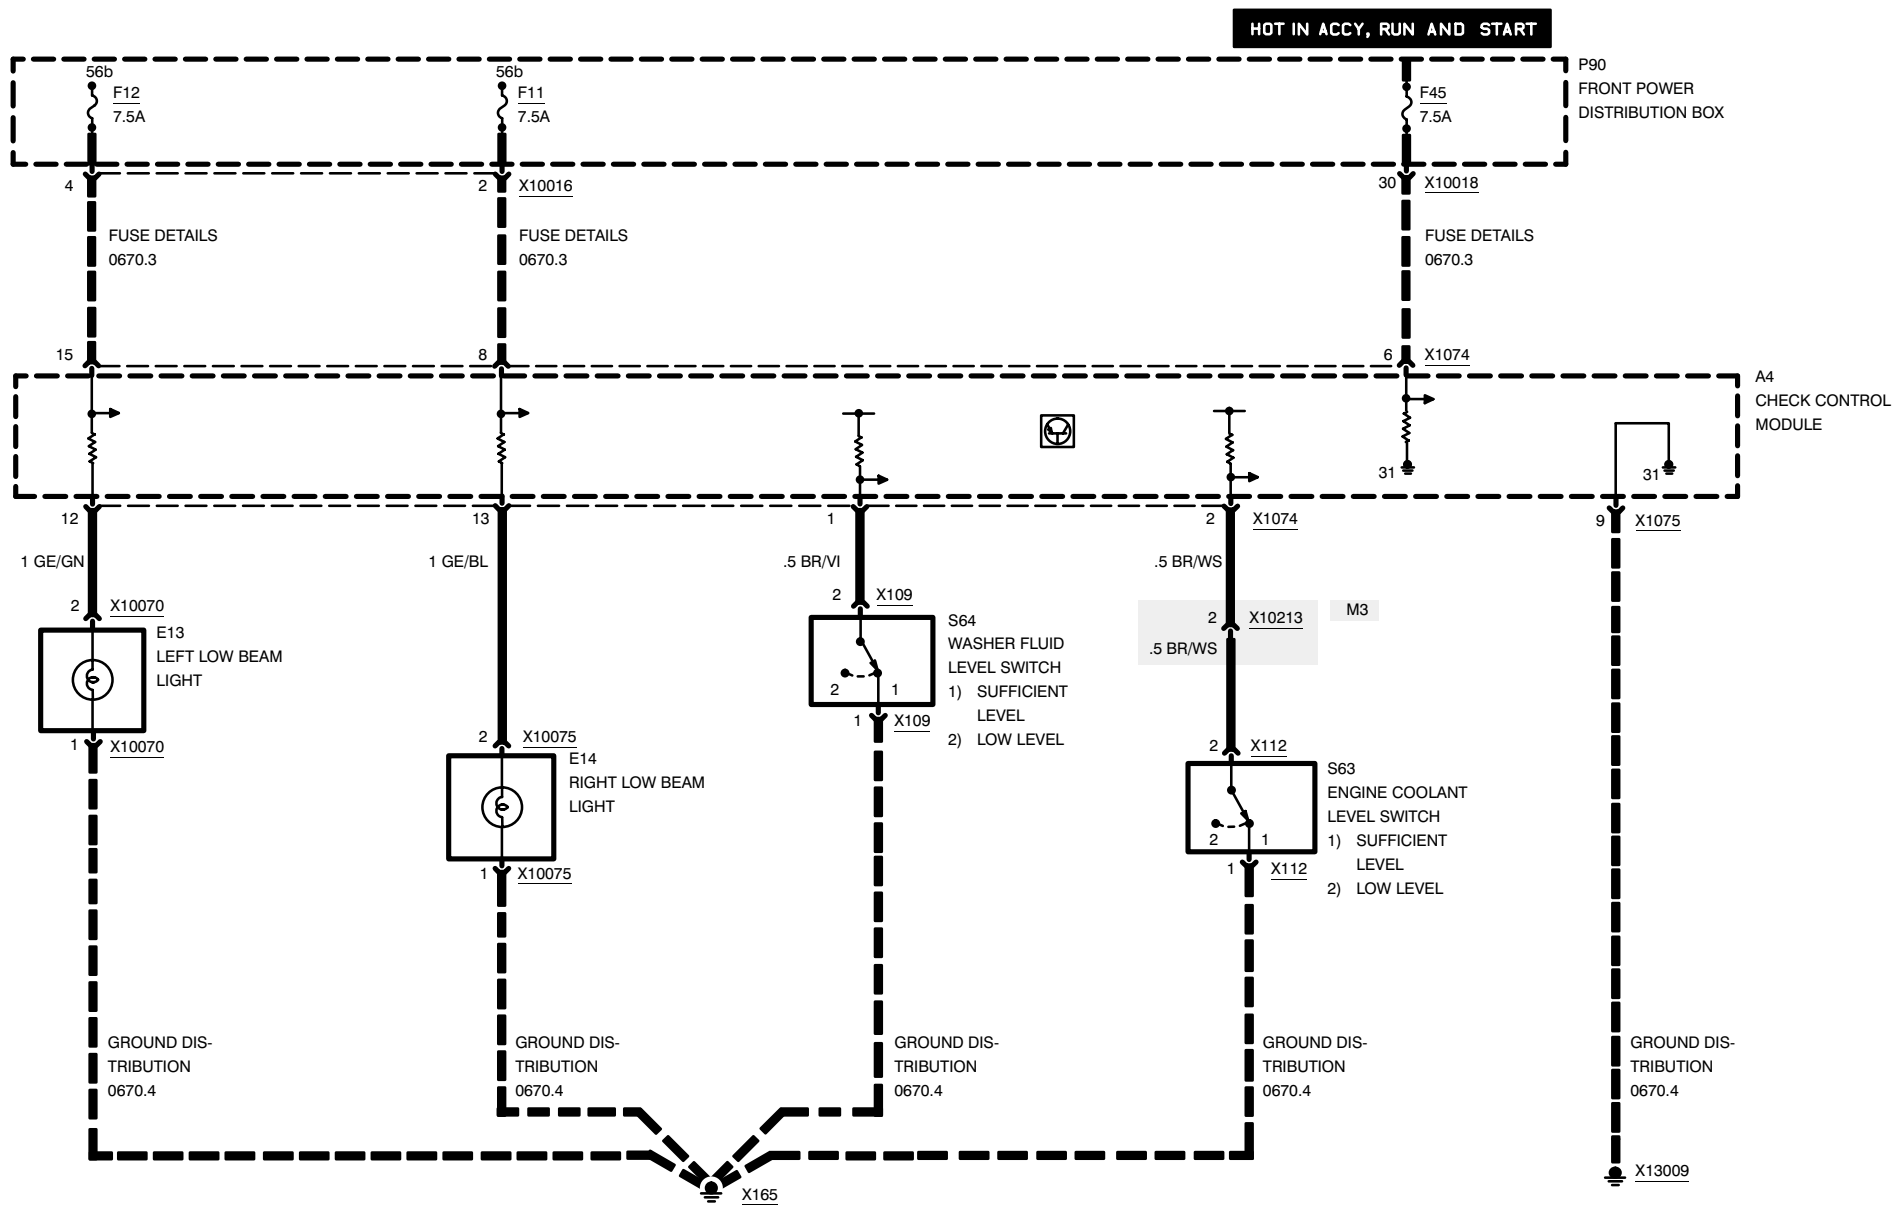 HOT IN ACCY, RUN AND START
P90
FRONT POWER
DISTRIBUTION BOX
56b
F12
7.5A
56b
F11
7.5A
F45
7.5A
4
2
X10016
30
X10018
FUSE DETAILS
0670.3
FUSE DETAILS
0670.3
FUSE DETAILS
0670.3
15
8
6
X1074
A4
CHECK CONTROL
MODULE
31
31
12
13
1
2
X1074
9
X1075
1 GE/GN
1 GE/BL
.5 BR/VI
.5 BR/WS
2
X10070
E13
LEFT LOW BEAM
LIGHT
1
X10070
2
X109
S64
WASHER FLUID
LEVEL SWITCH
1) SUFFICIENT
LEVEL
2) LOW LEVEL
2
1
1
X109
2
X10213
M3
.5 BR/WS
2
X10075
E14
RIGHT LOW BEAM
LIGHT
1
X10075
2
X112
S63
ENGINE COOLANT
LEVEL SWITCH
1) SUFFICIENT
LEVEL
2) LOW LEVEL
2
1
1
X112
GROUND DIS-
TRIBUTION
0670.4
GROUND DIS-
TRIBUTION
0670.4
GROUND DIS-
TRIBUTION
0670.4
GROUND DIS-
TRIBUTION
0670.4
GROUND DIS-
TRIBUTION
0670.4
X165
X13009